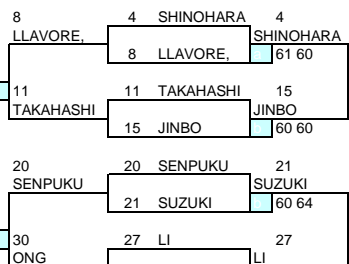 8 4 SHINOHARA 4
LLAVORE, SHINOHARA
8 LLAVORE, 61 60
11 11 TAKAHASHI 15
TAKAHASHI JINBO
15 JINBO 60 60
20 20 SENPUKU 21
SENPUKU SUZUKI
21 SUZUKI 60 64
30 27 LI 27
ONG LI